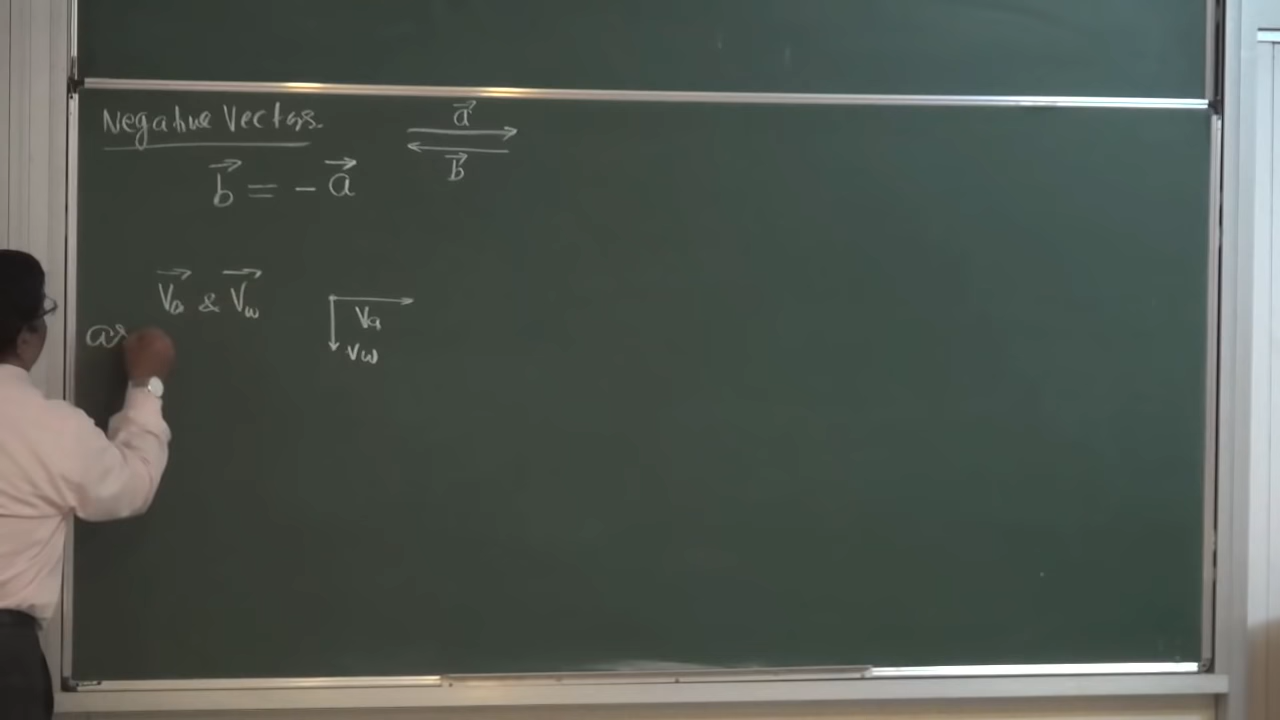 Negative Vectors.
a⃗
b⃗
b⃗ = - a⃗
V⃗a & V⃗w
Va
Vw